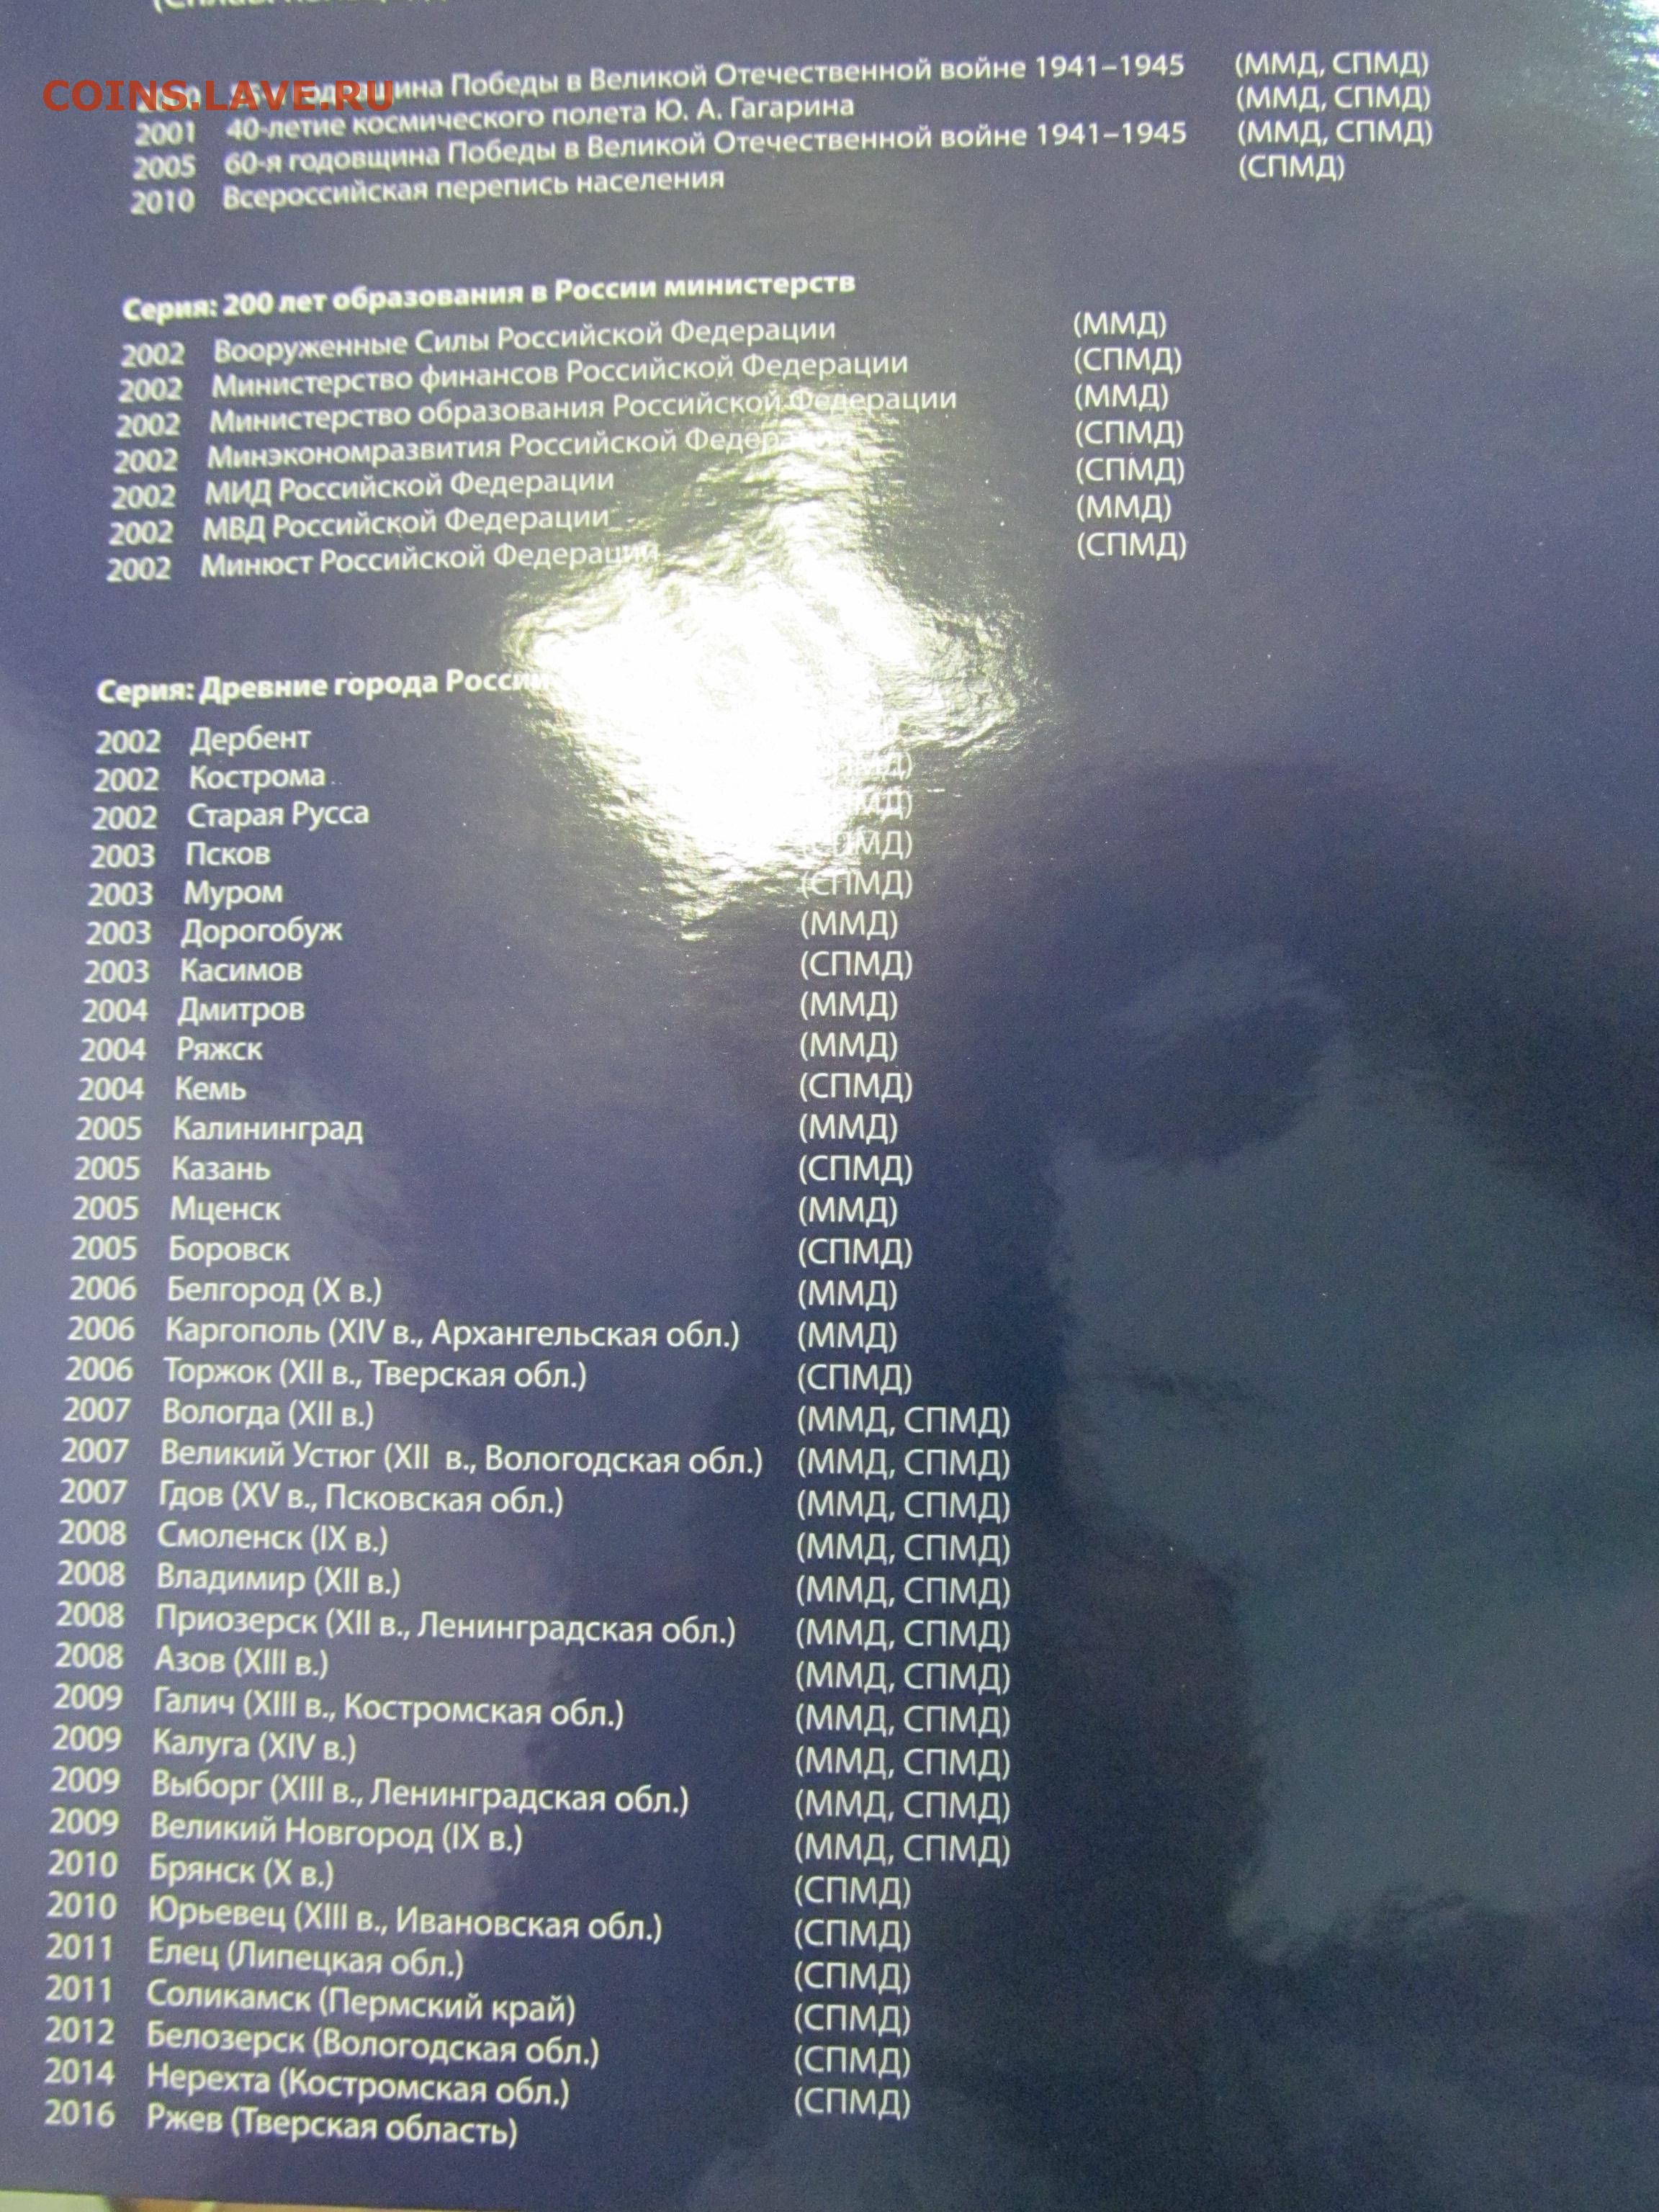 COINS.LAVE.RU
Победы в Великой Отечественной войне 1941–1945 (ММД, СПМД)
2001 40-летие космического полета Ю. А. Гагарина (ММД, СПМД)
2005 60-я годовщина Победы в Великой Отечественной войне 1941–1945 (ММД, СПМД)
2010 Всероссийская перепись населения (СПМД)
Серия: 200 лет образования в России министерств
2002 Вооруженные Силы Российской Федерации (ММД)
2002 Министерство финансов Российской Федерации (СПМД)
2002 Министерство образования Российской Федерации (ММД)
2002 Минэкономразвития Российской Федерации (СПМД)
2002 МИД Российской Федерации (СПМД)
2002 МВД Российской Федерации (ММД)
2002 Минюст Российской Федерации (СПМД)
Серия: Древние города России
2002 Дербент
2002 Кострома (СПМД)
2002 Старая Русса (СПМД)
2003 Псков (СПМД)
2003 Муром (СПМД)
2003 Дорогобуж (ММД)
2003 Касимов (СПМД)
2004 Дмитров (ММД)
2004 Ряжск (ММД)
2004 Кемь (СПМД)
2005 Калининград (ММД)
2005 Казань (СПМД)
2005 Мценск (ММД)
2005 Боровск (СПМД)
2006 Белгород (X в.) (ММД)
2006 Каргополь (XIV в., Архангельская обл.) (ММД)
2006 Торжок (XII в., Тверская обл.) (СПМД)
2007 Вологда (XII в.) (ММД, СПМД)
2007 Великий Устюг (XII в., Вологодская обл.) (ММД, СПМД)
2007 Гдов (XV в., Псковская обл.) (ММД, СПМД)
2008 Смоленск (IX в.) (ММД, СПМД)
2008 Владимир (XII в.) (ММД, СПМД)
2008 Приозерск (XII в., Ленинградская обл.) (ММД, СПМД)
2008 Азов (XIII в.) (ММД, СПМД)
2009 Галич (XIII в., Костромская обл.) (ММД, СПМД)
2009 Калуга (XIV в.) (ММД, СПМД)
2009 Выборг (XIII в., Ленинградская обл.) (ММД, СПМД)
2009 Великий Новгород (IX в.) (ММД, СПМД)
2010 Брянск (X в.) (СПМД)
2010 Юрьевец (XIII в., Ивановская обл.) (СПМД)
2011 Елец (Липецкая обл.) (СПМД)
2011 Соликамск (Пермский край) (СПМД)
2012 Белозерск (Вологодская обл.) (СПМД)
2014 Нерехта (Костромская обл.) (СПМД)
2016 Ржев (Тверская область)